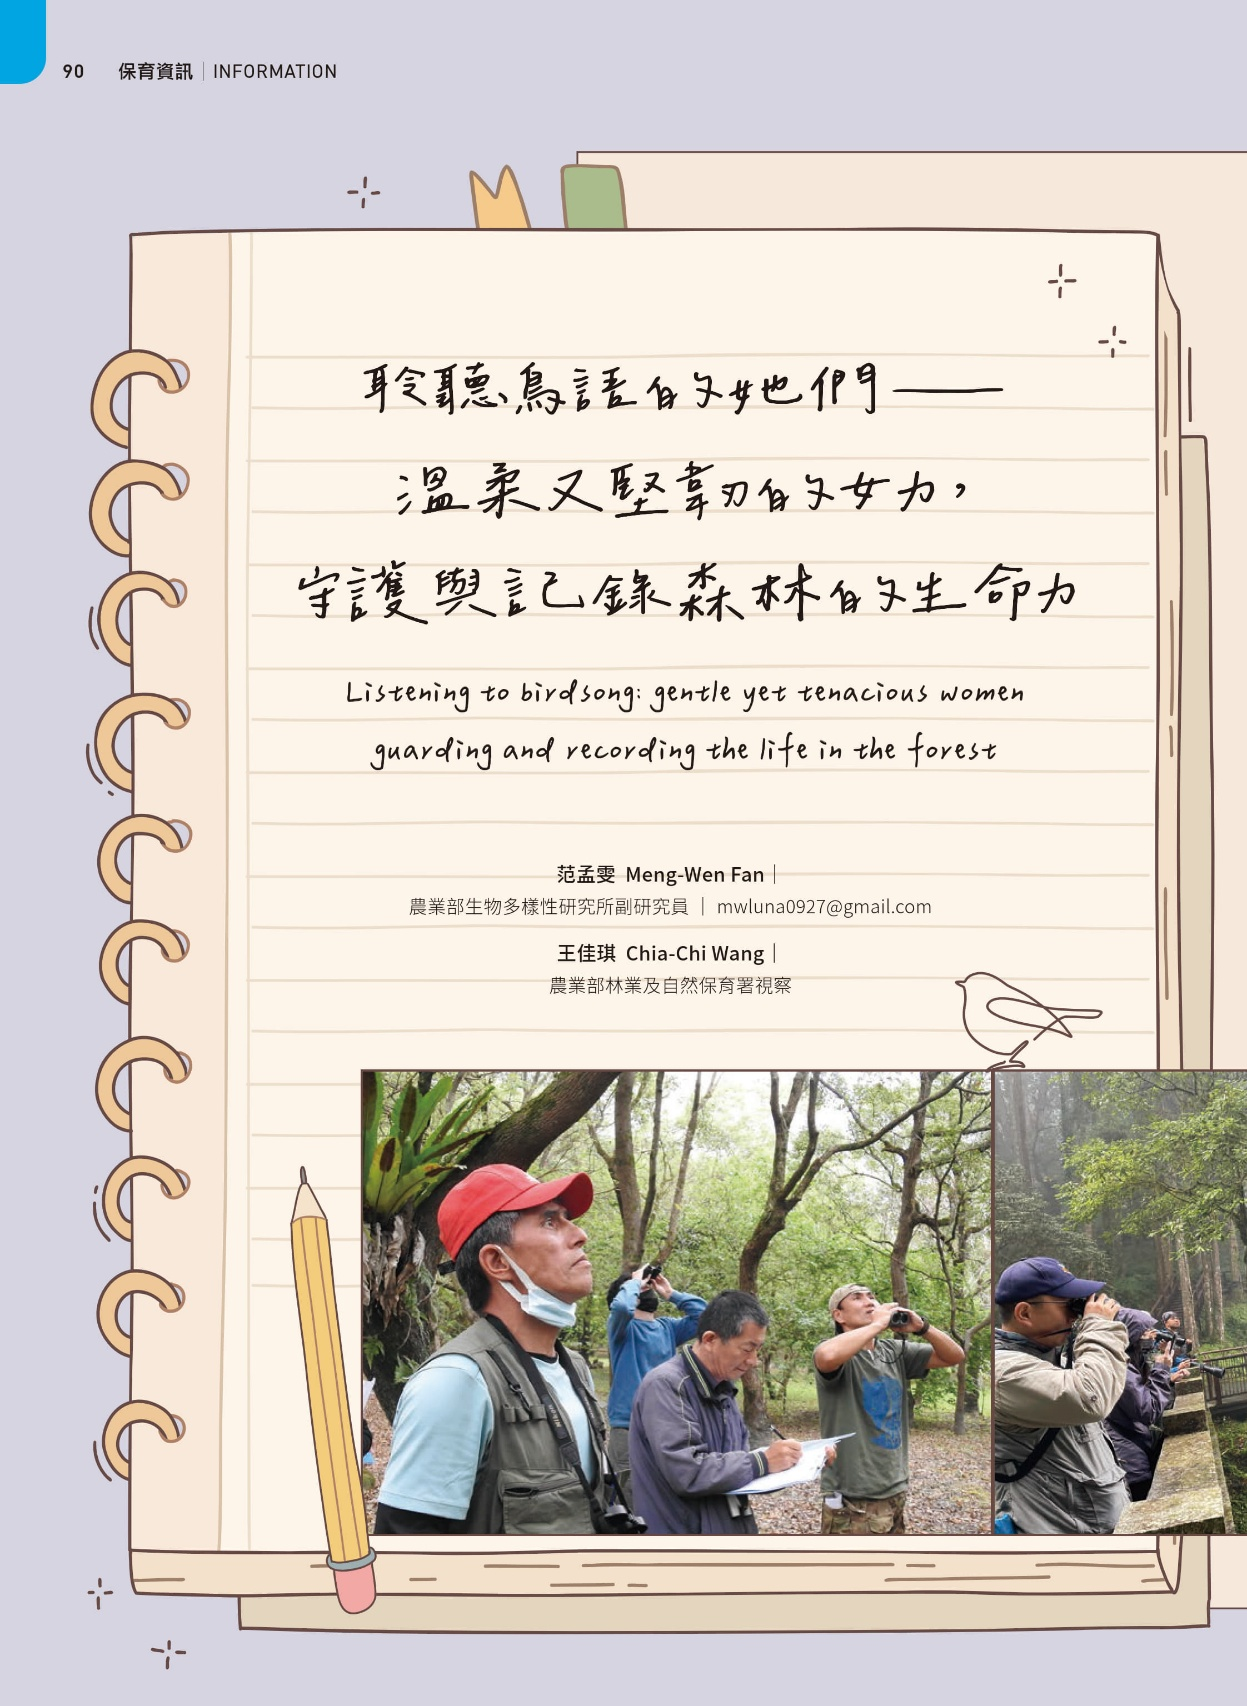 90 保育資訊｜INFORMATION
聆聽鳥語的她們——
溫柔又堅韌的女力，
守護與記錄森林的生命力
Listening to birdsong: gentle yet tenacious women
guarding and recording the life in the forest
范孟雯 Meng-Wen Fan｜
農業部生物多樣性研究所副研究員｜mwluna0927@gmail.com
王佳琪 Chia-Chi Wang｜
農業部林業及自然保育署視察